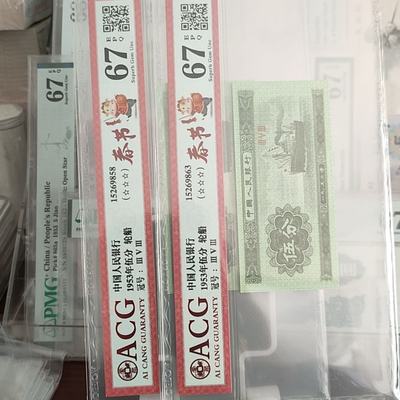 ACG
AI CANG GUARANTY
中国人民银行
1953年伍分 轮船
冠号：III V III
15269858
(☆☆☆)
春节
67
E
P
Q
Superb Gem Unc
ACG
AI CANG GUARANTY
中国人民银行
1953年伍分 轮船
冠号：III V III
15269863
(☆☆☆)
春节
67
E
P
Q
Superb Gem Unc
中国人民银行
伍分
III V III
PMG
China / People's Republic
67